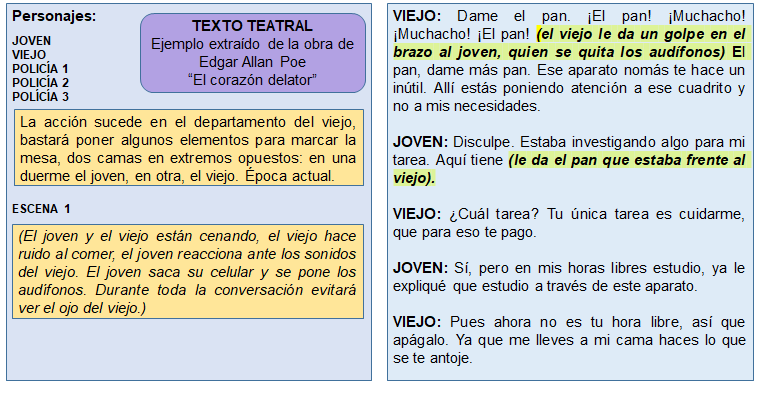 Personajes:
JOVEN
VIEJO
POLICÍA 1
POLICÍA 2
POLÍCÍA 3
TEXTO TEATRAL
Ejemplo extraído de la obra de
Edgar Allan Poe
“El corazón delator”
La acción sucede en el departamento del viejo,
bastará poner algunos elementos para marcar la
mesa, dos camas en extremos opuestos: en una
duerme el joven, en otra, el viejo. Época actual.
ESCENA 1
(El joven y el viejo están cenando, el viejo hace
ruido al comer, el joven reacciona ante los sonidos
del viejo. El joven saca su celular y se pone los
audífonos. Durante toda la conversación evitará
ver el ojo del viejo.)
VIEJO: Dame el pan. ¡El pan! ¡Muchacho!
¡Muchacho! ¡El pan! (el viejo le da un golpe en el
brazo al joven, quien se quita los audífonos) El
pan, dame más pan. Ese aparato nomás te hace un
inútil. Allí estás poniendo atención a ese cuadrito y
no a mis necesidades.
JOVEN: Disculpe. Estaba investigando algo para mi
tarea. Aquí tiene (le da el pan que estaba frente al
viejo).
VIEJO: ¿Cuál tarea? Tu única tarea es cuidarme,
que para eso te pago.
JOVEN: Sí, pero en mis horas libres estudio, ya le
expliqué que estudio a través de este aparato.
VIEJO: Pues ahora no es tu hora libre, así que
apágalo. Ya que me lleves a mi cama haces lo que
se te antoje.